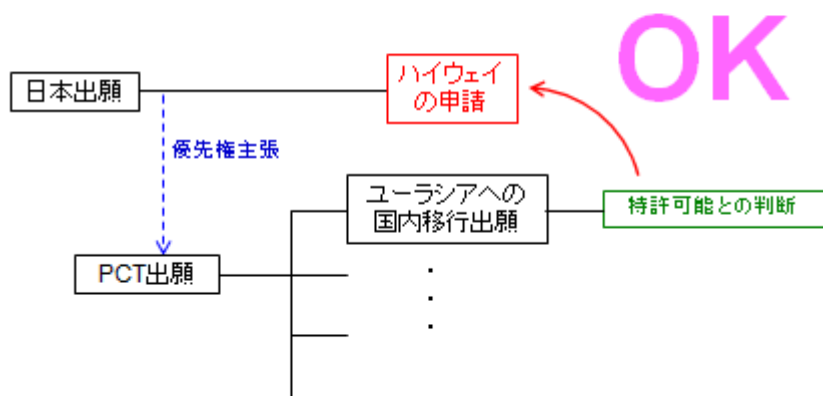 OK
日本出願
ハイウェイ
の申請
優先権主張
ユーラシアへの
国内移行出願
特許可能との判断
PCT出願